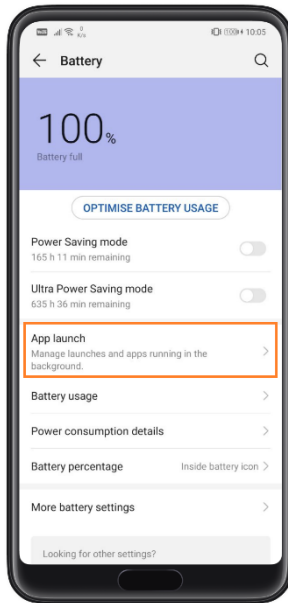 10:05
Battery
100%
Battery full
OPTIMISE BATTERY USAGE
Power Saving mode
165 h 11 min remaining
Ultra Power Saving mode
635 h 36 min remaining
App launch
Manage launches and apps running in the
background.
Battery usage
Power consumption details
Battery percentage Inside battery icon
More battery settings
Looking for other settings?